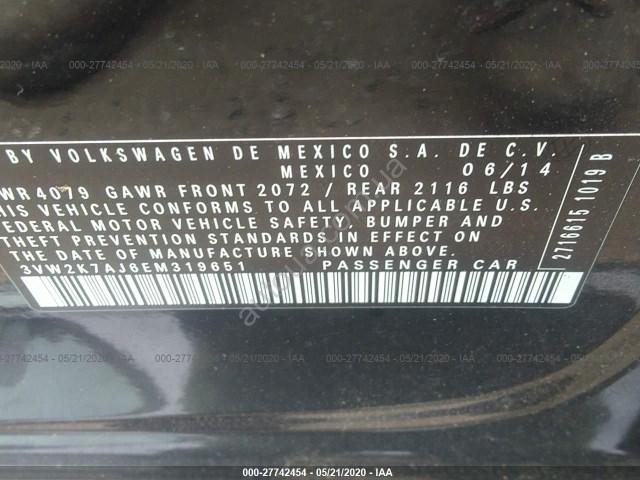 000-27742454 - 05/21/2020 - IAA
BY VOLKSWAGEN DE MEXICO S.A. DE C.V.
MEXICO 06/14
WR4079 GAWR FRONT 2072 / REAR 2116 LBS
HIS VEHICLE CONFORMS TO ALL APPLICABLE U.S.
FEDERAL MOTOR VEHICLE SAFETY, BUMPER AND
THEFT PREVENTION STANDARDS IN EFFECT ON
THE DATE OF MANUFACTURE SHOWN ABOVE.
3VW2K7AJ6EM319651 PASSENGER CAR
2716615 1019 B
000-27742454 - 05/21/2020 - IAA
000-27742454 - 05/21/2020 - IAA